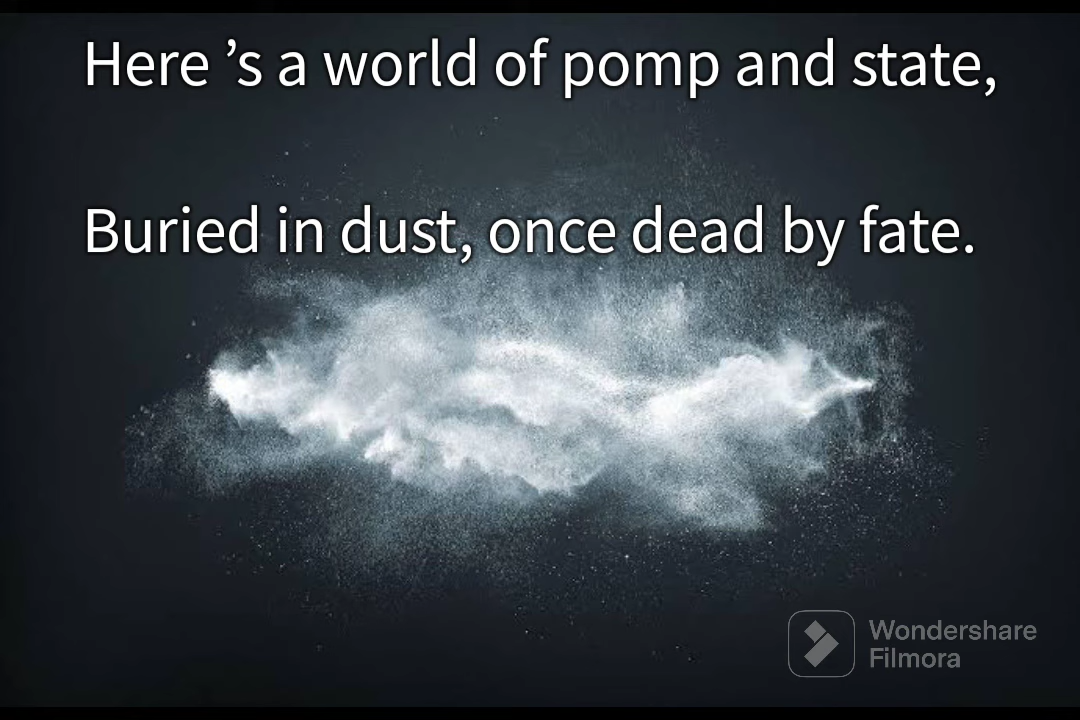 Here ’s a world of pomp and state,
Buried in dust, once dead by fate.
Wondershare
Filmora